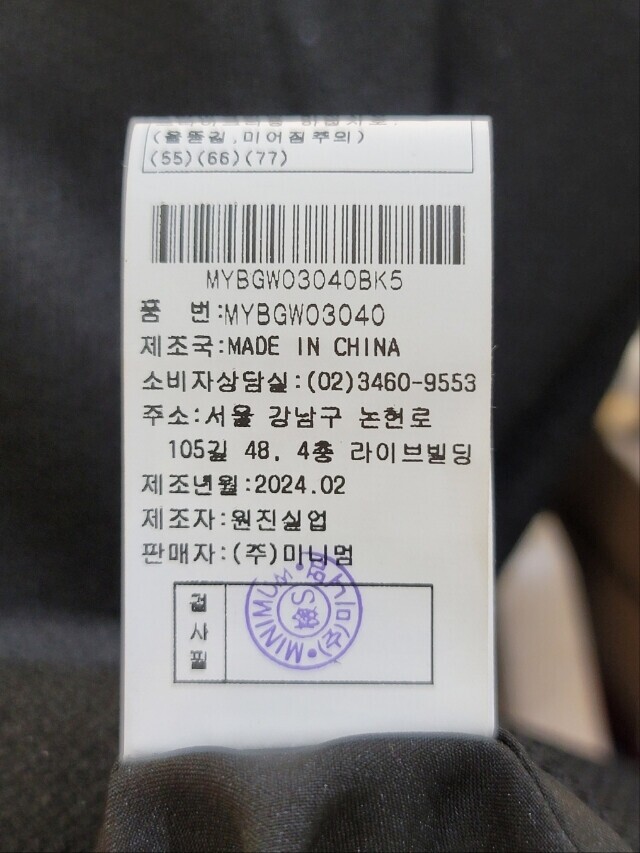 (올뜯김,미어짐주의)
(55)(66)(77)
MYBGW03040BK5
품 번:MYBGW03040
제조국:MADE IN CHINA
소비자상담실:(02)3460-9553
주소:서울 강남구 논현로
105길 48, 4층 라이브빌딩
제조년월:2024.02
제조자:원진실업
판매자:(주)미니멈
검사필
MINIMUM (주)미니멈